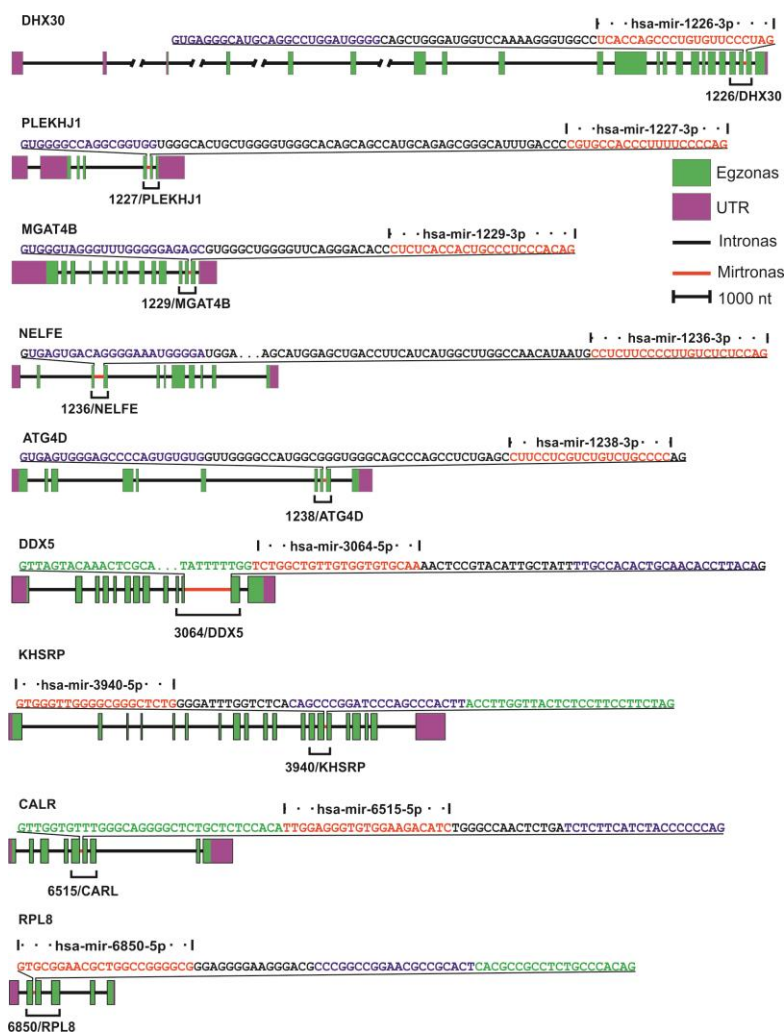 DHX30
|· · · hsa-mir-1226-3p · · ·|
GUGAGGGCAUGCAGGCCUGGAUGGGGCAGCUGGGAUGGUCCAAAAGGGUGGCCUCACCAGCCCUGUGUUCCCUAG
1226/DHX30
PLEKHJ1
|· · · hsa-mir-1227-3p · · ·|
GUGGGGCCAGGCGGUGGUGGGCACUGCUGGGGUGGGCACAGCAGCCAUGCAGAGCGGGCAUUUGACCCCGUGCCACCCUUUUCCCCAG
1227/PLEKHJ1
Egzonas
UTR
Intronas
Mirtronas
1000 nt
MGAT4B
|· · · hsa-mir-1229-3p · · ·|
GUGGGUAGGGUUUGGGGGAGAGCGUGGGCUGGGGUUCAGGGACACCCUCUCACCACUGCCCUCCCACAG
1229/MGAT4B
NELFE
|· · · hsa-mir-1236-3p · · ·|
GUGAGUGACAGGGGAAAUGGGGAUGGA...AGCAUGGAGCUGACCUUCAUCAUGGCUUGGCCAACAUAAUGCCUCUUCCCCUUGUCUCUCCAG
1236/NELFE
ATG4D
|· · · hsa-mir-1238-3p · · ·|
GUGAGUGGGAGCCCCAGUGUGUGGUUGGGGCCAUGGCGGGUGGGCAGCCCAGCCUCUGAGCCUUCCUCGUCUGUCUGCCCCAG
1238/ATG4D
DDX5
|· · · hsa-mir-3064-5p · · ·|
GTTAGTACAAACTCGCA...TATTTTTGGTCTGGCTGTTGTGGTGTGCAAAACTCCGTACATTGCTATTTTGCCACACTGCAACACCTTACAG
3064/DDX5
KHSRP
|· · · hsa-mir-3940-5p · · ·|
GTGGGTTGGGGCGGGCTCTGGGGATTTGGTCTCACAGCCCGGATCCCAGCCCACTTACCTTGGTTACTCTCCTTCCTTCTAG
3940/KHSRP
CALR
|· · · hsa-mir-6515-5p · · ·|
GTTGGTGTTTGGGCAGGGGCTCTGCTCTCCACATTGGAGGGTGTGGAAGACATCTGGGCCAACTCTGATCTCTTCATCTACCCCCCAG
6515/CARL
RPL8
|· · · hsa-mir-6850-5p · · ·|
GTGCGGAACGCTGGCCGGGGCGGGAGGGGAAGGGACGCCCGGCCGGAACGCCGCACTCACGCCGCCTCTGCCCACAG
6850/RPL8